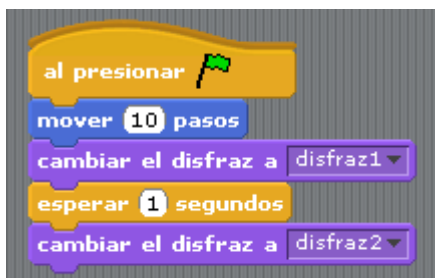 al presionar
mover 10 pasos
cambiar el disfraz a disfraz1
esperar 1 segundos
cambiar el disfraz a disfraz2